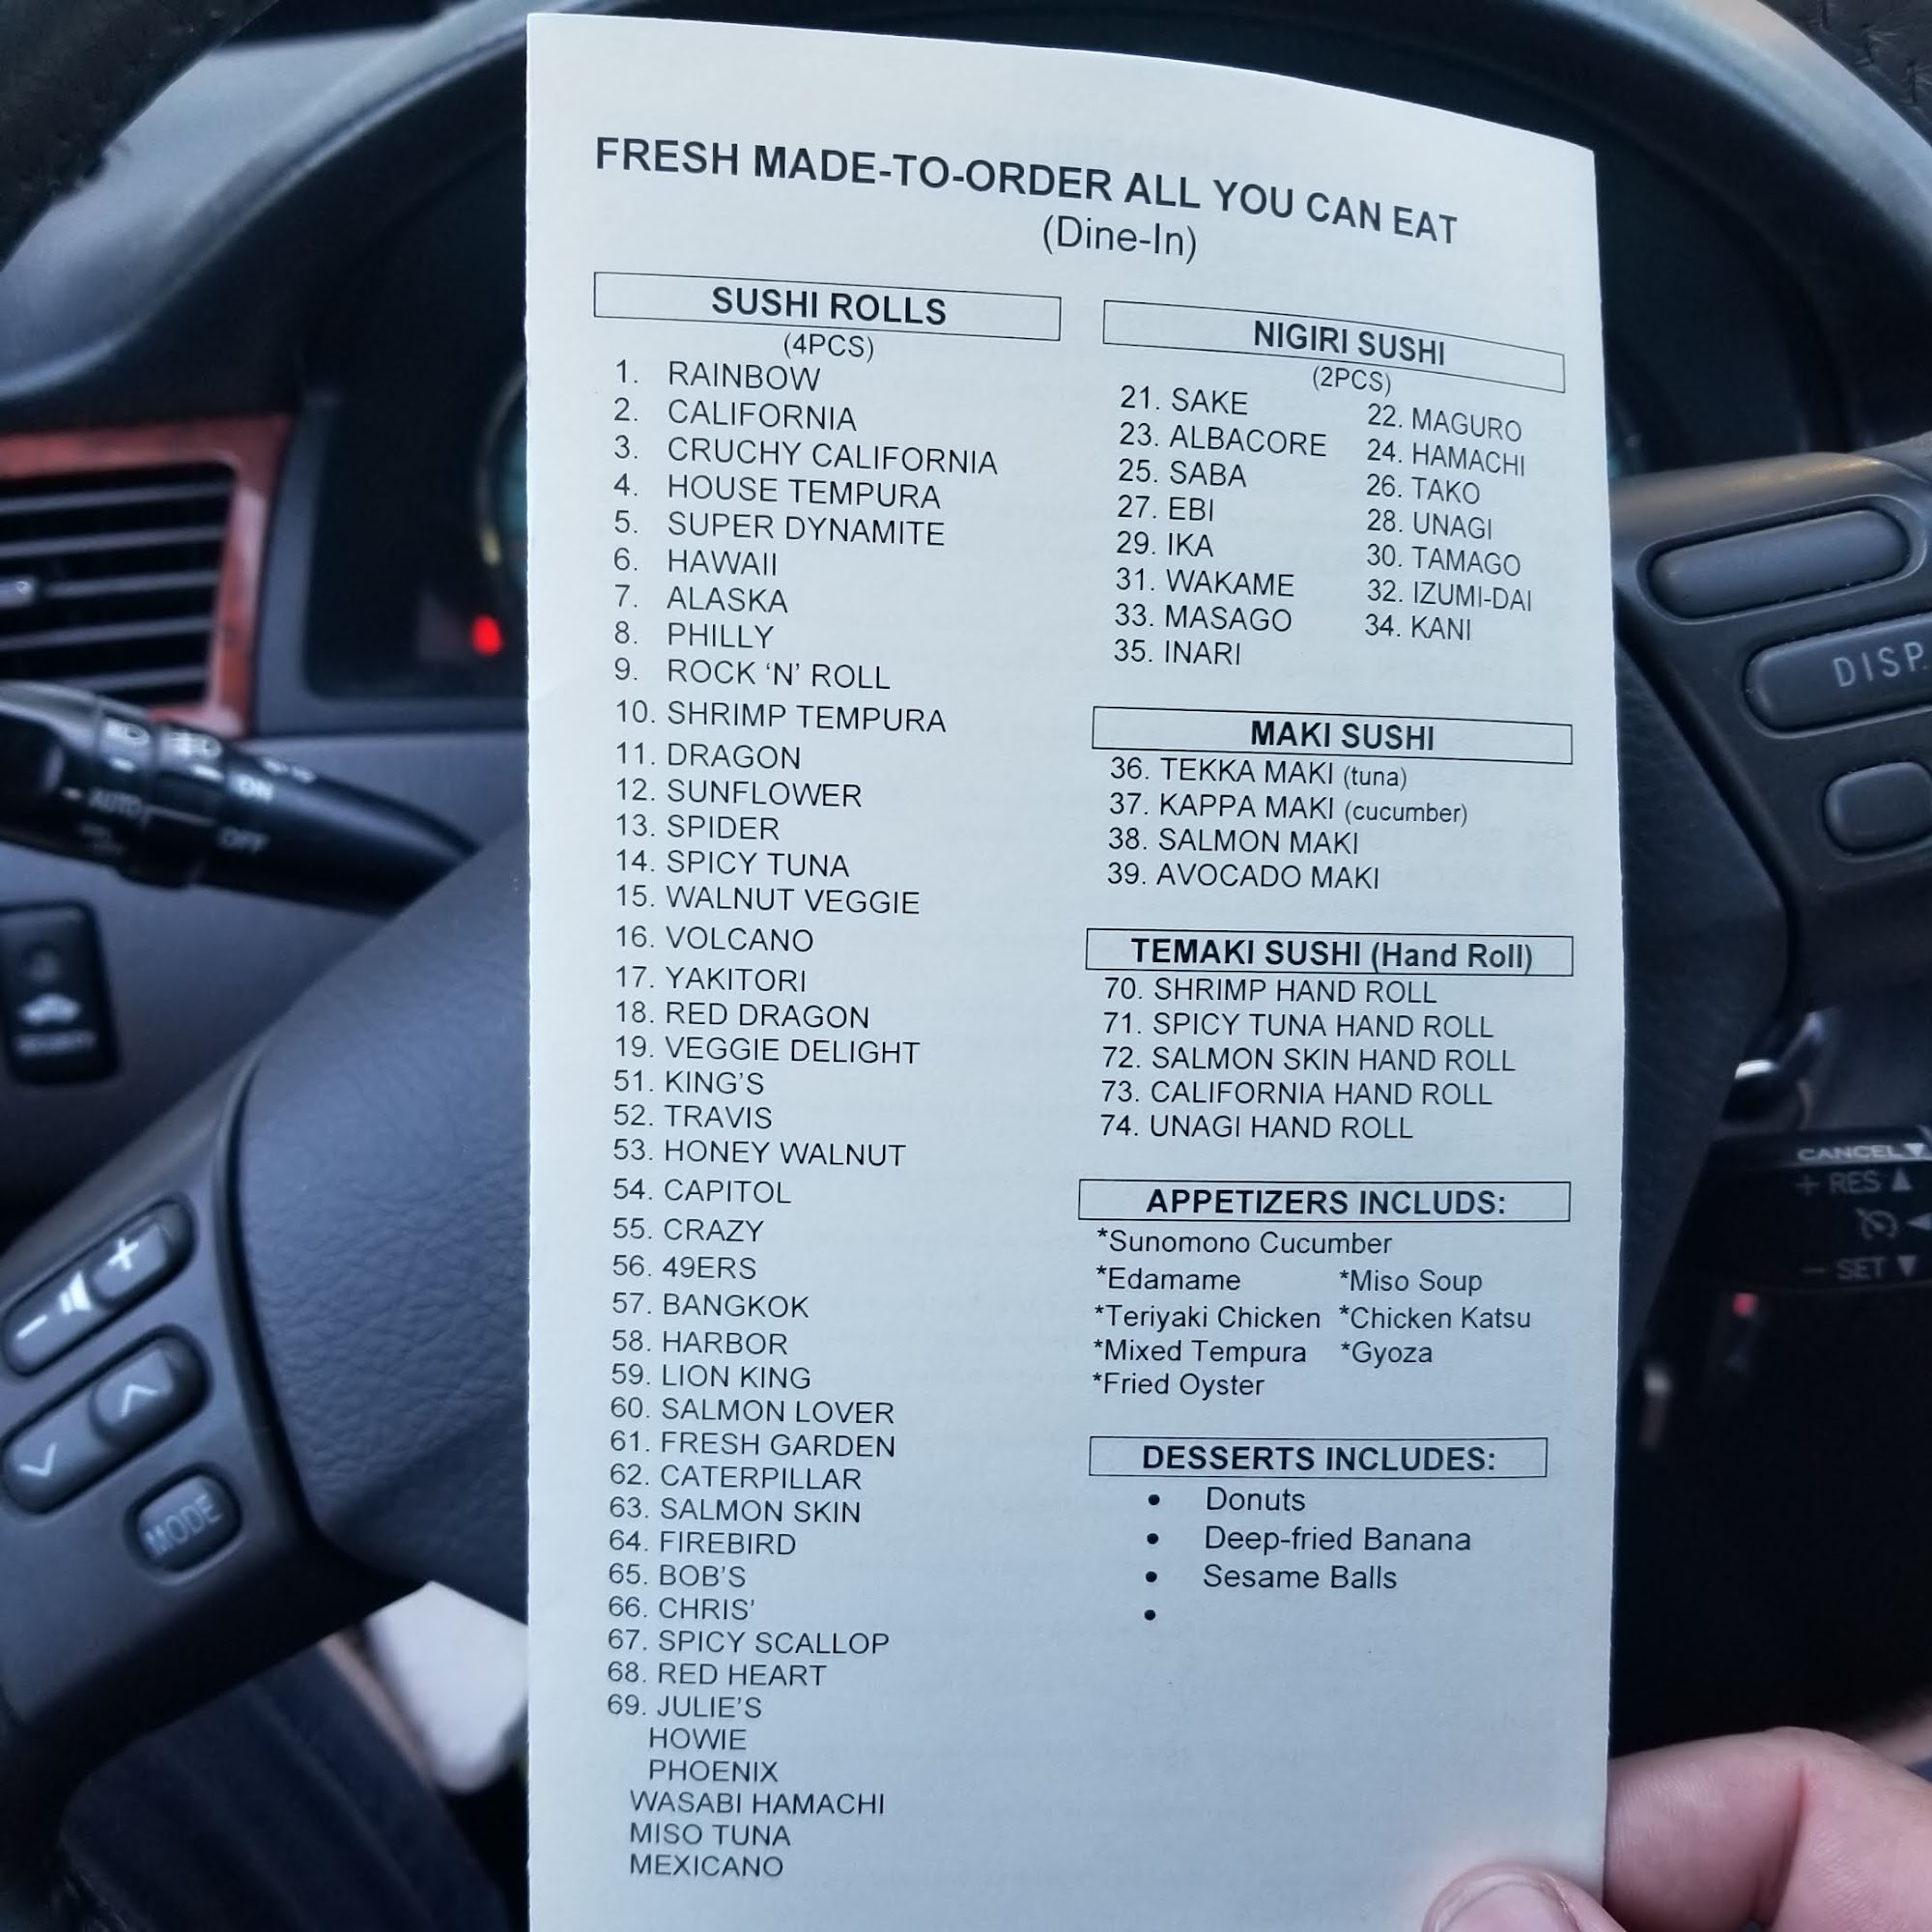 FRESH MADE-TO-ORDER ALL YOU CAN EAT
(Dine-In)
SUSHI ROLLS
(4PCS)
1. RAINBOW
2. CALIFORNIA
3. CRUCHY CALIFORNIA
4. HOUSE TEMPURA
5. SUPER DYNAMITE
6. HAWAII
7. ALASKA
8. PHILLY
9. ROCK ‘N’ ROLL
10. SHRIMP TEMPURA
11. DRAGON
12. SUNFLOWER
13. SPIDER
14. SPICY TUNA
15. WALNUT VEGGIE
16. VOLCANO
17. YAKITORI
18. RED DRAGON
19. VEGGIE DELIGHT
51. KING’S
52. TRAVIS
53. HONEY WALNUT
54. CAPITOL
55. CRAZY
56. 49ERS
57. BANGKOK
58. HARBOR
59. LION KING
60. SALMON LOVER
61. FRESH GARDEN
62. CATERPILLAR
63. SALMON SKIN
64. FIREBIRD
65. BOB’S
66. CHRIS’
67. SPICY SCALLOP
68. RED HEART
69. JULIE’S
HOWIE
PHOENIX
WASABI HAMACHI
MISO TUNA
MEXICANO
NIGIRI SUSHI
(2PCS)
21. SAKE 22. MAGURO
23. ALBACORE 24. HAMACHI
25. SABA 26. TAKO
27. EBI 28. UNAGI
29. IKA 30. TAMAGO
31. WAKAME 32. IZUMI-DAI
33. MASAGO 34. KANI
35. INARI
MAKI SUSHI
36. TEKKA MAKI (tuna)
37. KAPPA MAKI (cucumber)
38. SALMON MAKI
39. AVOCADO MAKI
TEMAKI SUSHI (Hand Roll)
70. SHRIMP HAND ROLL
71. SPICY TUNA HAND ROLL
72. SALMON SKIN HAND ROLL
73. CALIFORNIA HAND ROLL
74. UNAGI HAND ROLL
APPETIZERS INCLUDS:
*Sunomono Cucumber
*Edamame *Miso Soup
*Teriyaki Chicken *Chicken Katsu
*Mixed Tempura *Gyoza
*Fried Oyster
DESSERTS INCLUDES:
• Donuts
• Deep-fried Banana
• Sesame Balls
•
ON
AUTO
OFF
MODE
DISP
CANCEL ▼
+ RES ▲
− SET ▼